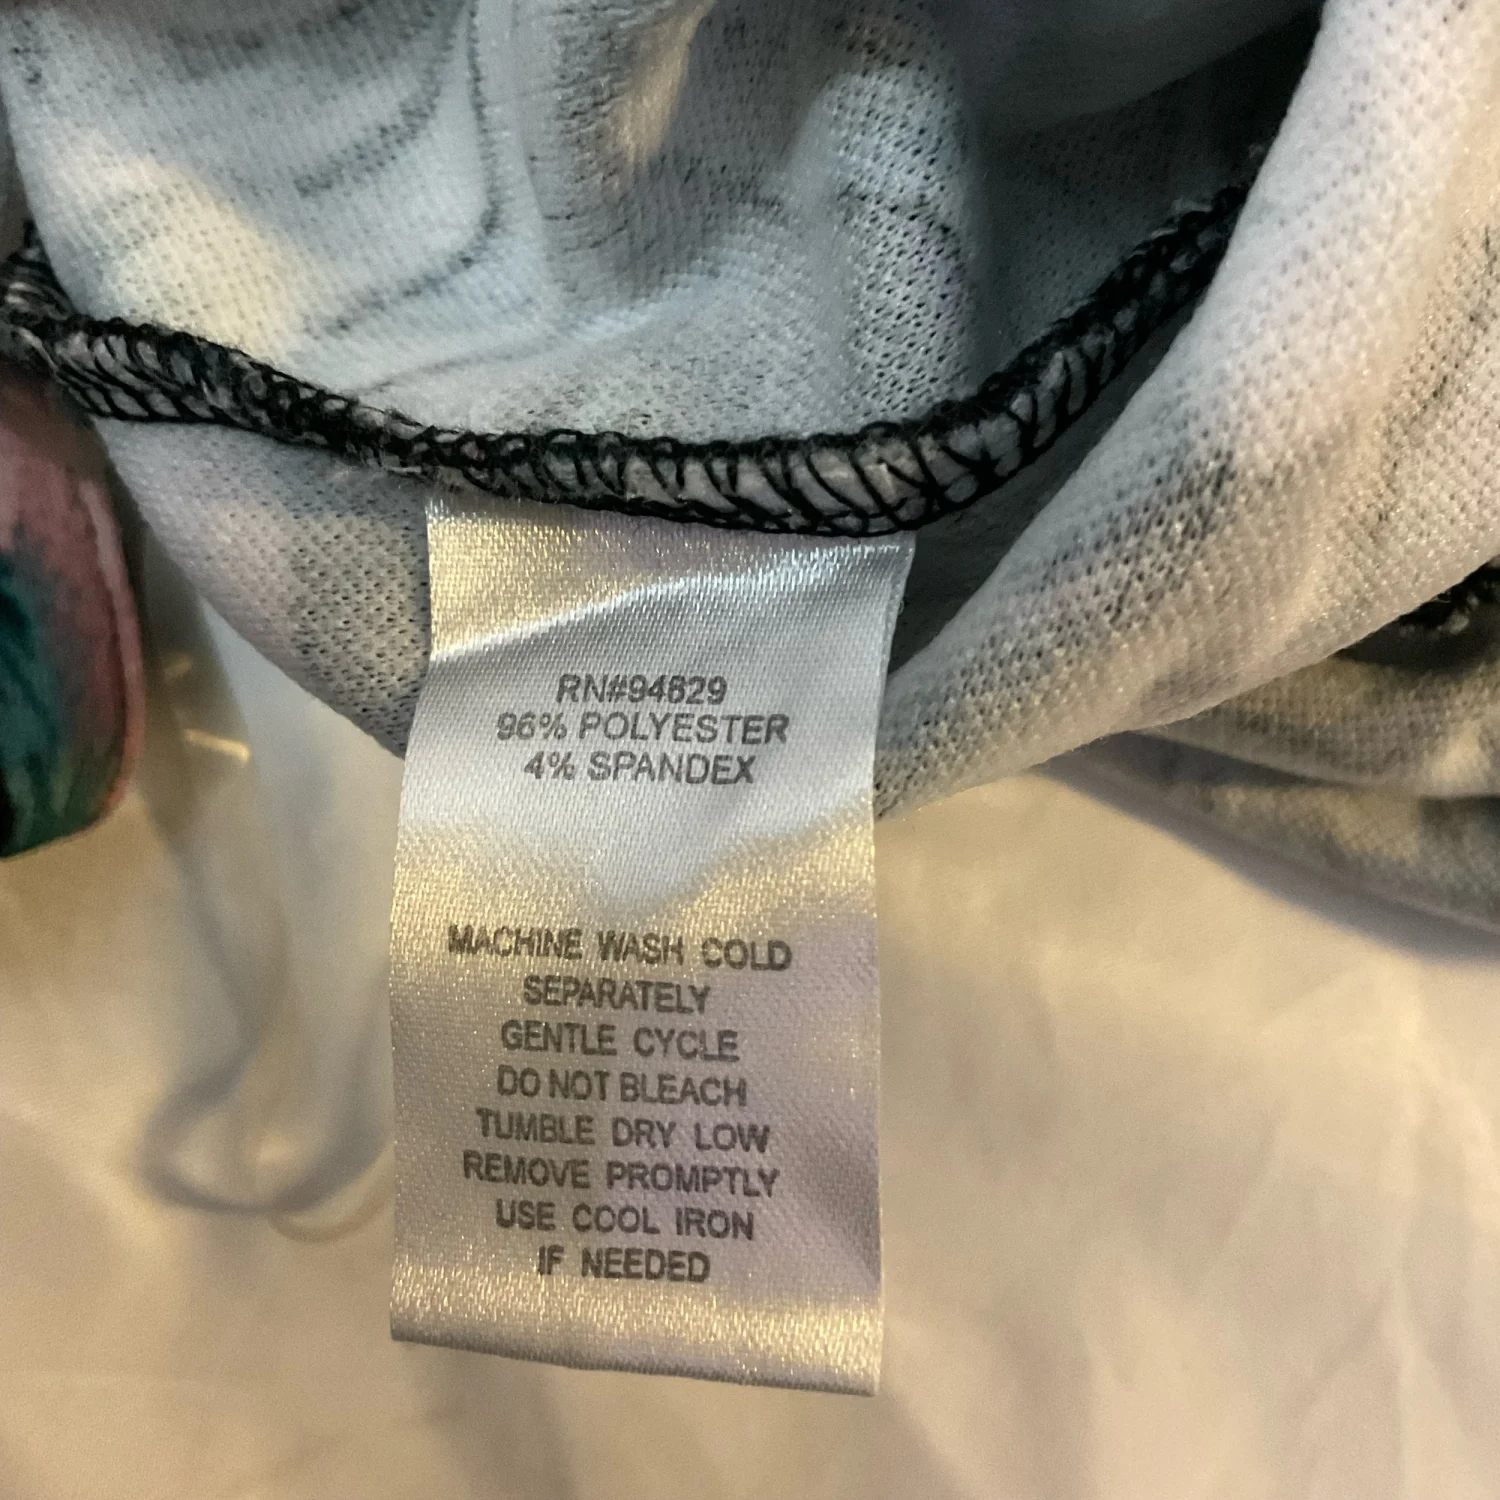 RN#94829
96% POLYESTER
4% SPANDEX
MACHINE WASH COLD
SEPARATELY
GENTLE CYCLE
DO NOT BLEACH
TUMBLE DRY LOW
REMOVE PROMPTLY
USE COOL IRON
IF NEEDED